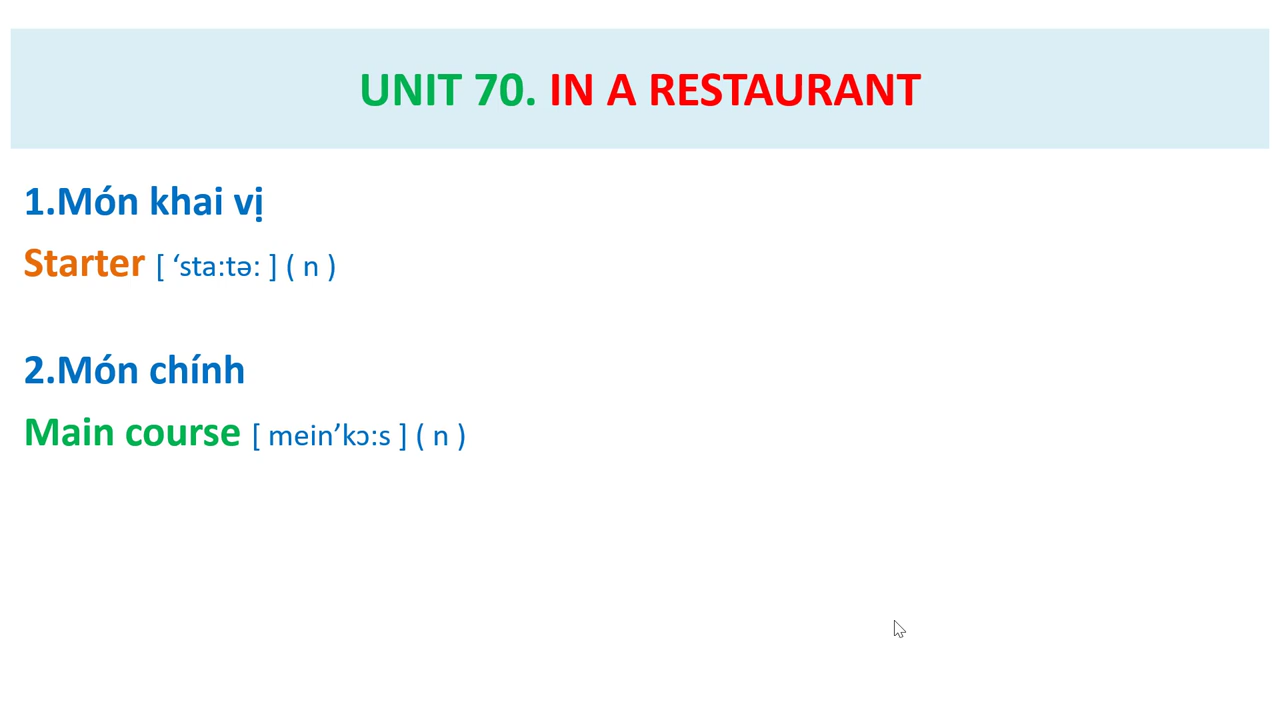 UNIT 70. IN A RESTAURANT
1.Món khai vị
Starter [ ‘sta:tə: ] ( n )
2.Món chính
Main course [ mein’kɔ:s ] ( n )